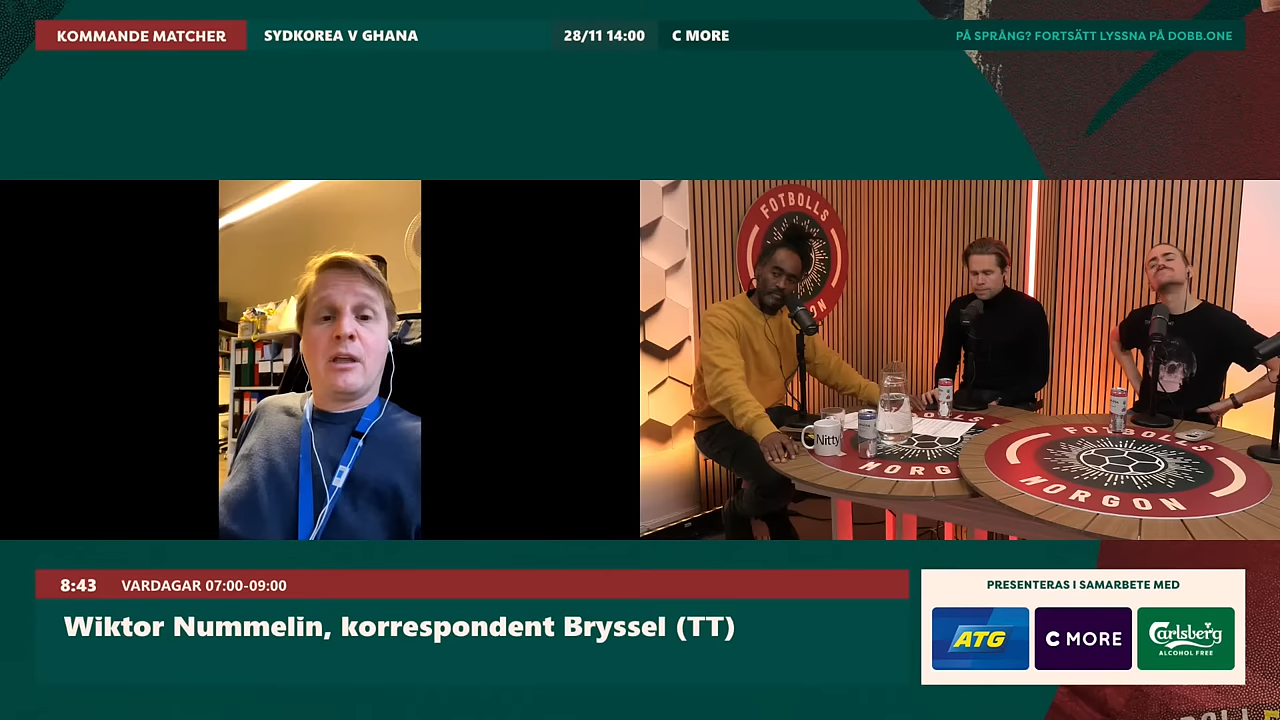 KOMMANDE MATCHER SYDKOREA V GHANA 28/11 14:00 C MORE PÅ SPRÅNG? FORTSÄTT LYSSNA PÅ DOBB.ONE
FOTBOLLS
MORGON
Nitty
MORGON
FOTBOLLS
MORGON
8:43 VARDAGAR 07:00-09:00
Wiktor Nummelin, korrespondent Bryssel (TT)
PRESENTERAS I SAMARBETE MED
ATG
C MORE
Carlsberg
ALCOHOL FREE